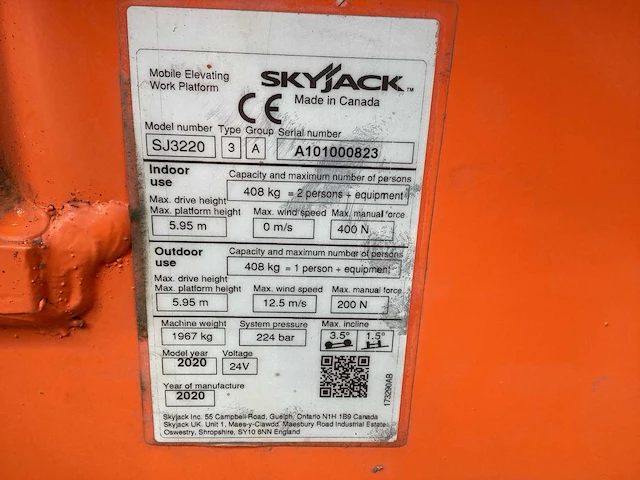 Mobile Elevating
Work Platform
SKYJACK™
CE
Made in Canada
Model number Type Group Serial number
SJ3220 3 A A101000823
Indoor
use
Capacity and maximum number of persons
408 kg = 2 persons + equipment
Max. drive height
Max. platform height Max. wind speed Max. manual force
5.95 m 0 m/s 400 N
Outdoor
use
Capacity and maximum number of persons
408 kg = 1 person + equipment
Max. drive height
Max. platform height Max. wind speed Max. manual force
5.95 m 12.5 m/s 200 N
Machine weight System pressure Max. incline
1967 kg 224 bar 3.5° 1.5°
Model year Voltage
2020 24V
Year of manufacture
2020
173290AB
Skyjack Inc. 55 Campbell Road, Guelph, Ontario N1H 1B9 Canada
Skyjack UK. Unit 1, Maes-y-Clawdd, Maesbury Road Industrial Estate
Oswestry, Shropshire, SY10 8NN England